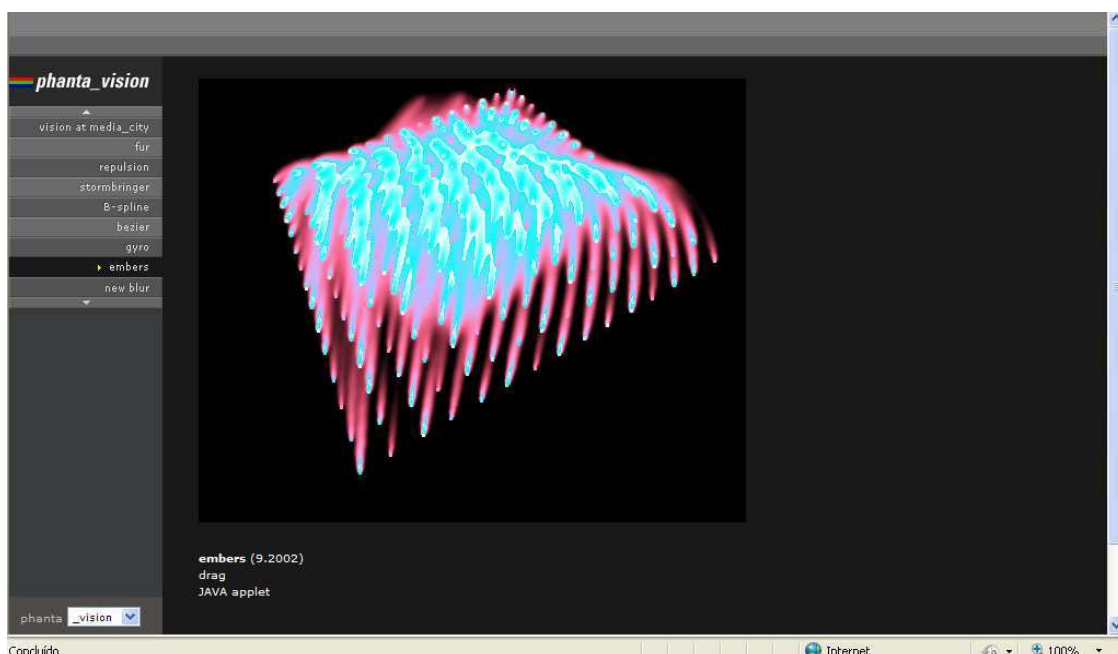 phanta_vision
vision at media_city
fur
repulsion
stormbringer
B-spline
bezier
gyro
embers
new blur
embers (9.2002)
drag
JAVA applet
phanta _vision
Concluído Internet 100%